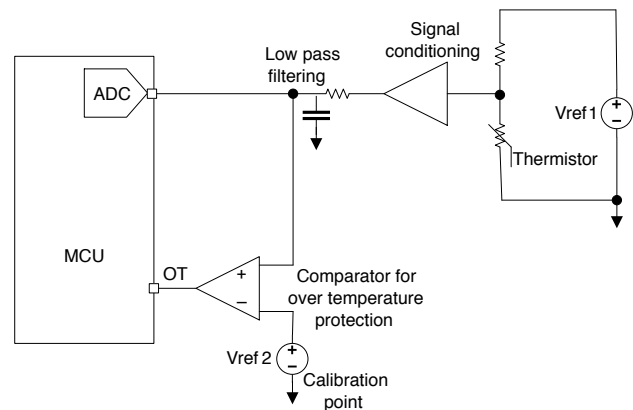 Signal
conditioning
Low pass
filtering
ADC
Vref 1
+
−
Thermistor
MCU
OT
+
−
Comparator for
over temperature
protection
Vref 2
+
−
Calibration
point